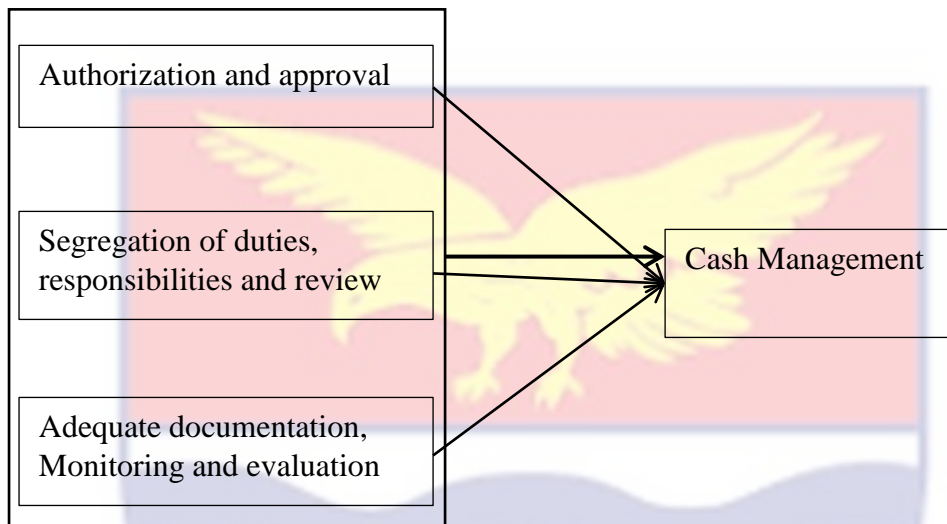 Authorization and approval
Segregation of duties,
responsibilities and review
Cash Management
Adequate documentation,
Monitoring and evaluation